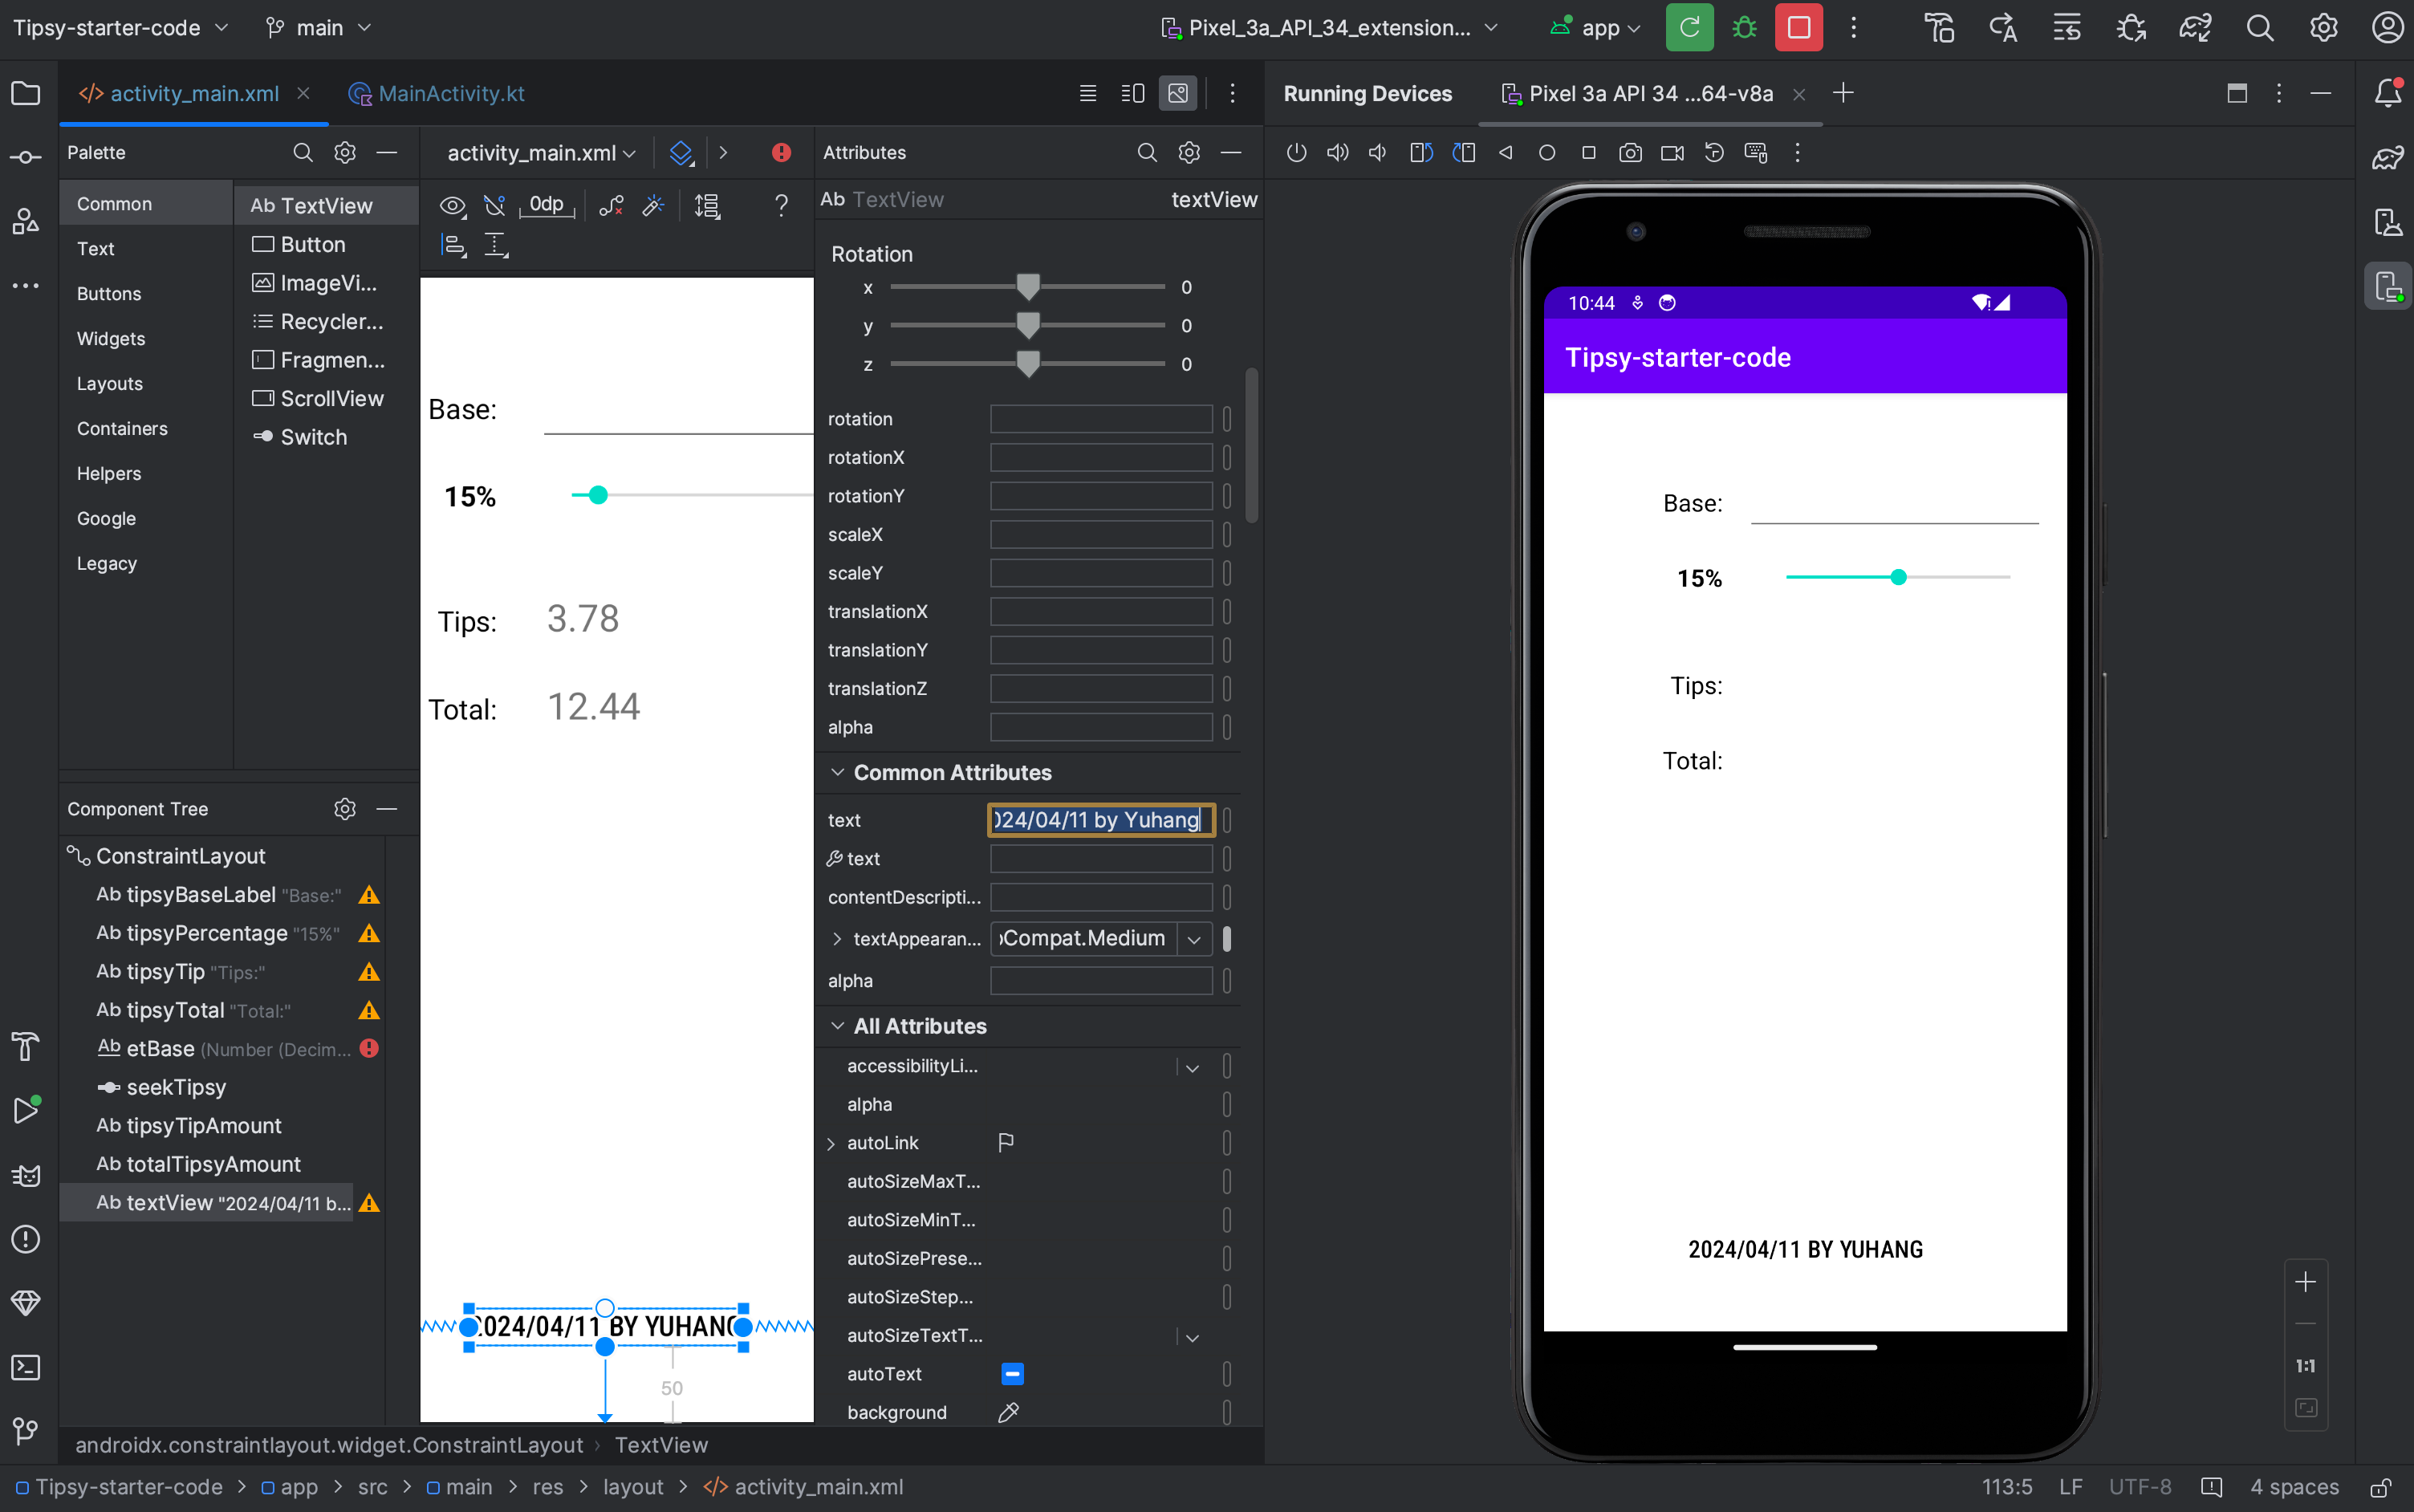 Tipsy-starter-code
main
Pixel_3a_API_34_extension...
app
activity_main.xml
MainActivity.kt
Running Devices
Pixel 3a API 34 ...64-v8a
Palette
activity_main.xml
Attributes
Common
Text
Buttons
Widgets
Layouts
Containers
Helpers
Google
Legacy
Ab TextView
Button
ImageVi...
Recycler...
Fragmen...
ScrollView
Switch
0dp
?
Base:
15%
Tips: 3.78
Total: 12.44
2024/04/11 BY YUHANG
50
Component Tree
ConstraintLayout
Ab tipsyBaseLabel "Base:"
Ab tipsyPercentage "15%"
Ab tipsyTip "Tips:"
Ab tipsyTotal "Total:"
Ab etBase (Number (Decim...
seekTipsy
Ab tipsyTipAmount
Ab totalTipsyAmount
Ab textView "2024/04/11 b...
Ab TextView textView
Rotation
x 0
y 0
z 0
rotation
rotationX
rotationY
scaleX
scaleY
translationX
translationY
translationZ
alpha
Common Attributes
text 024/04/11 by Yuhang
text
contentDescripti...
textAppearan... oCompat.Medium
alpha
All Attributes
accessibilityLi...
alpha
autoLink
autoSizeMaxT...
autoSizeMinT...
autoSizePrese...
autoSizeStep...
autoSizeTextT...
autoText
background
10:44
Tipsy-starter-code
Base:
15%
Tips:
Total:
2024/04/11 BY YUHANG
1:1
androidx.constraintlayout.widget.ConstraintLayout › TextView
Tipsy-starter-code > app > src > main > res > layout > activity_main.xml
113:5 LF UTF-8 4 spaces